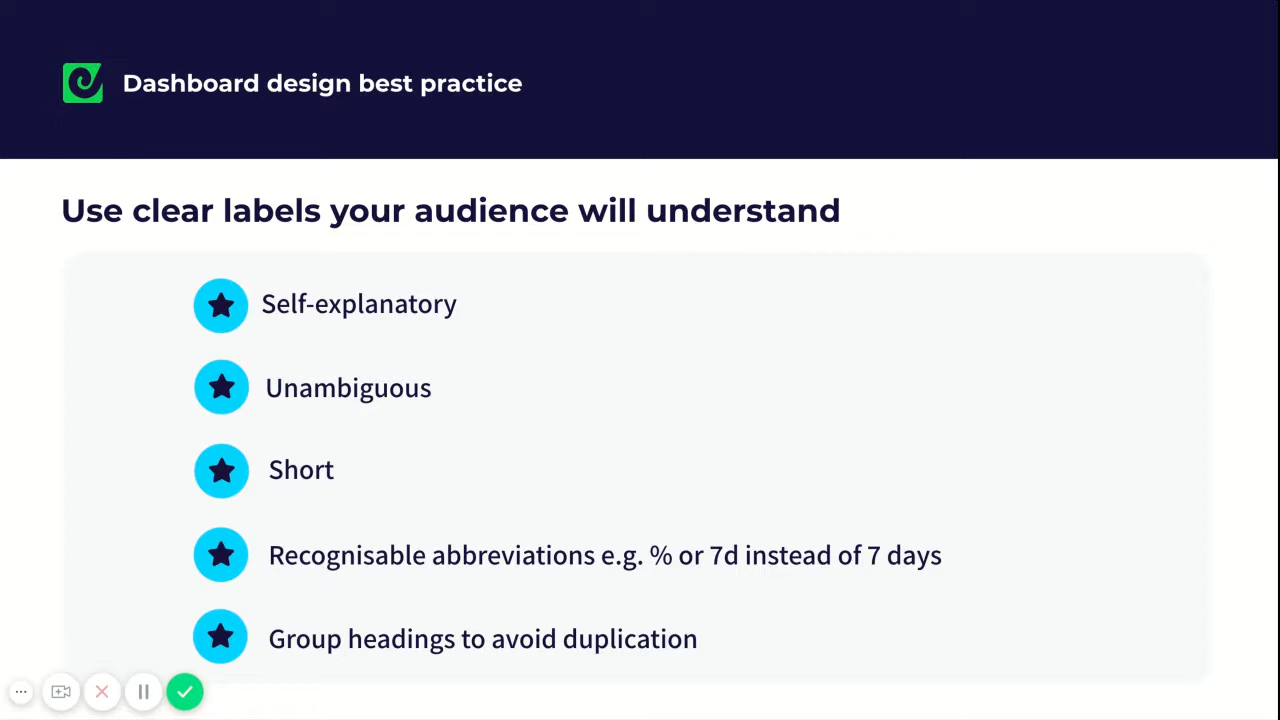 Dashboard design best practice
Use clear labels your audience will understand
Self-explanatory
Unambiguous
Short
Recognisable abbreviations e.g. % or 7d instead of 7 days
Group headings to avoid duplication